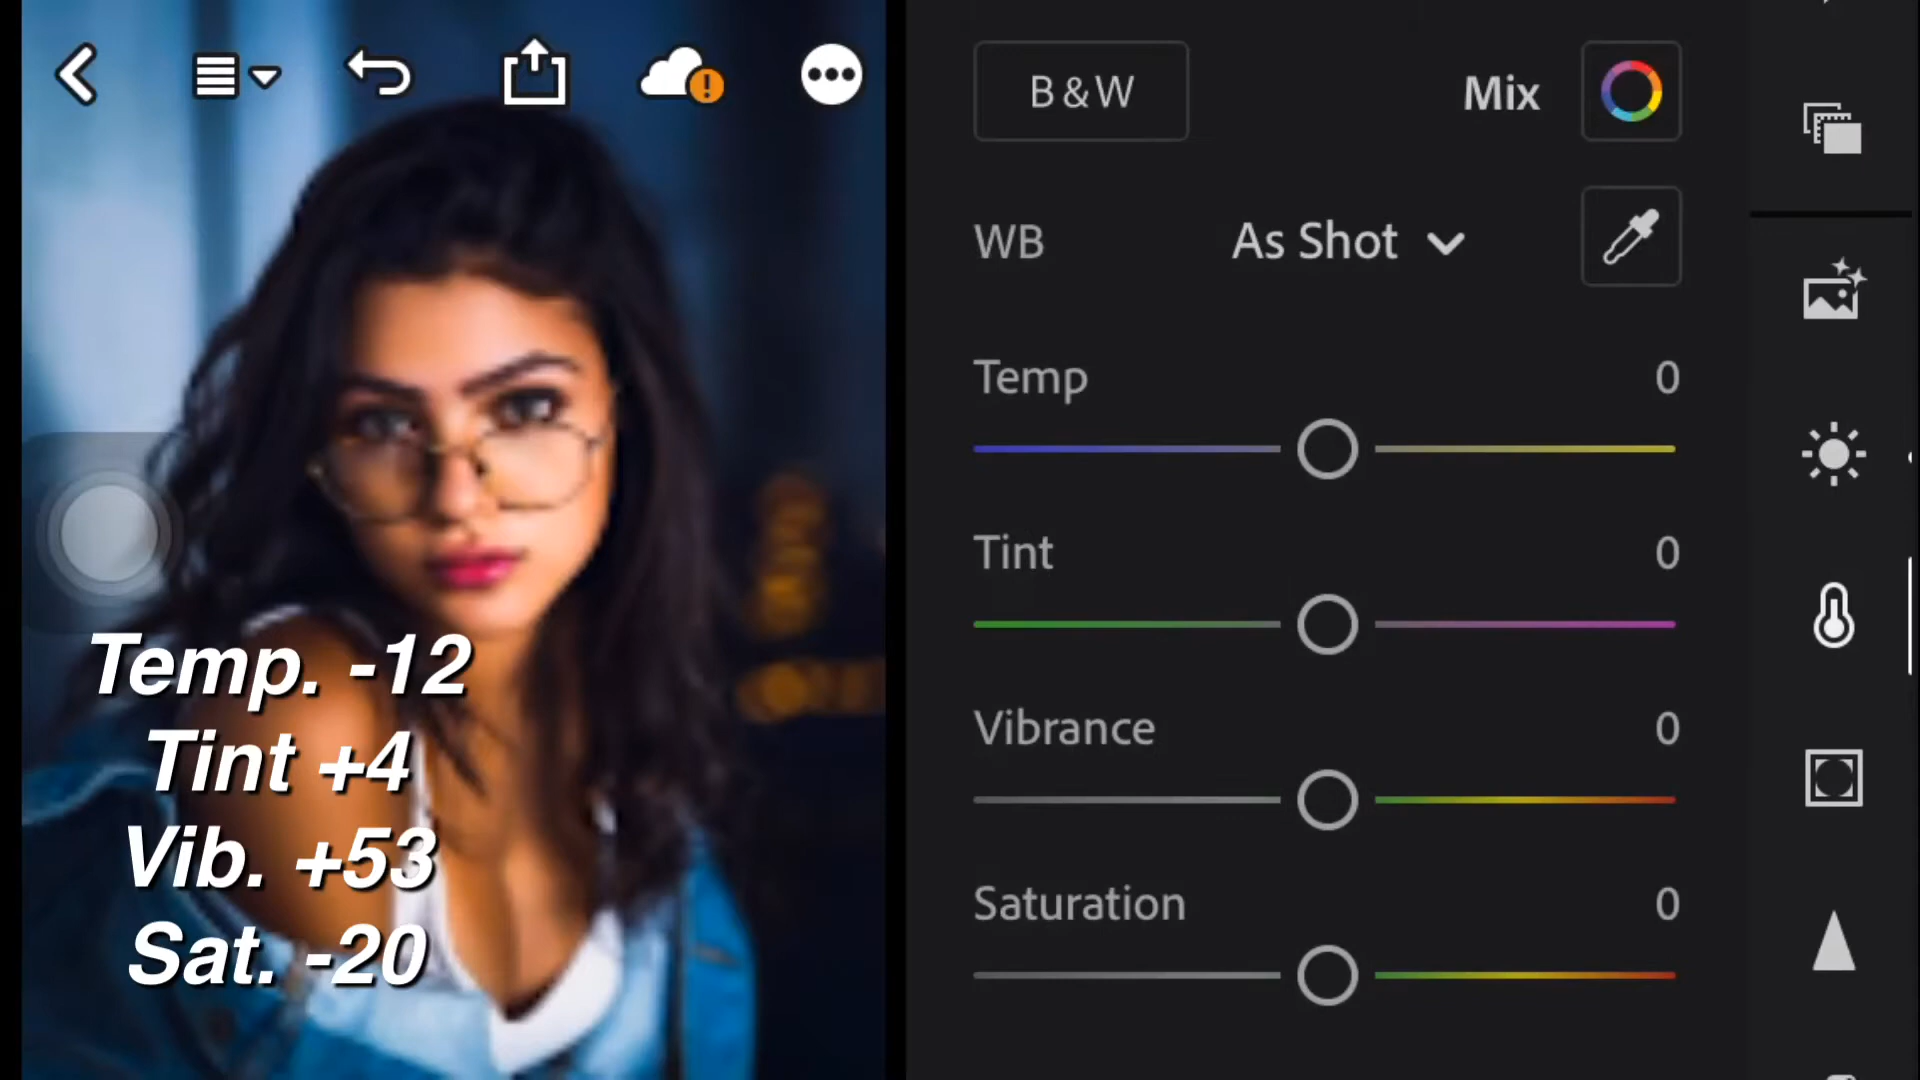 B&W
Mix
WB As Shot
Temp 0
Tint 0
Vibrance 0
Saturation 0
Temp. -12
Tint +4
Vib. +53
Sat. -20